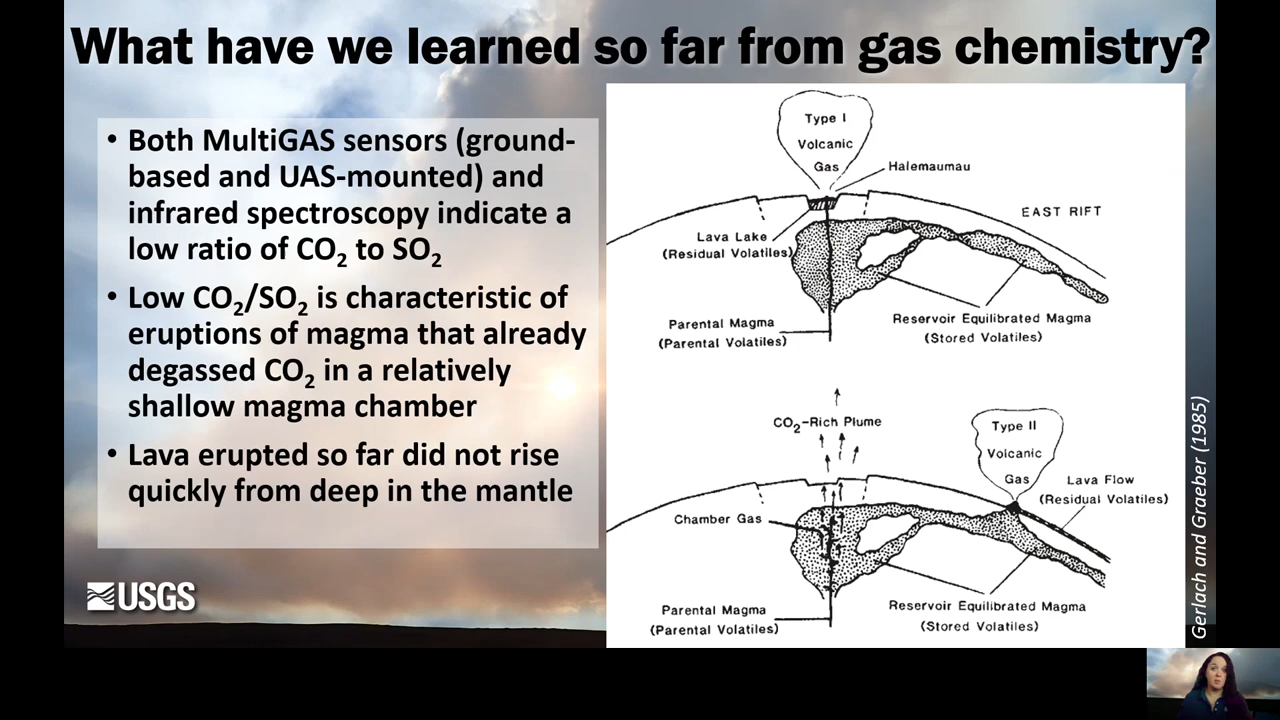 What have we learned so far from gas chemistry?
• Both MultiGAS sensors (ground-
based and UAS-mounted) and
infrared spectroscopy indicate a
low ratio of CO₂ to SO₂
• Low CO₂/SO₂ is characteristic of
eruptions of magma that already
degassed CO₂ in a relatively
shallow magma chamber
• Lava erupted so far did not rise
quickly from deep in the mantle
USGS
Type I
Volcanic
Gas
Halemaumau
EAST RIFT
Lava Lake
(Residual Volatiles)
Parental Magma
(Parental Volatiles)
Reservoir Equilibrated Magma
(Stored Volatiles)
CO₂-Rich Plume
Type II
Volcanic
Gas
Lava Flow
(Residual Volatiles)
Chamber Gas
Parental Magma
(Parental Volatiles)
Reservoir Equilibrated Magma
(Stored Volatiles)
Gerlach and Graeber (1985)